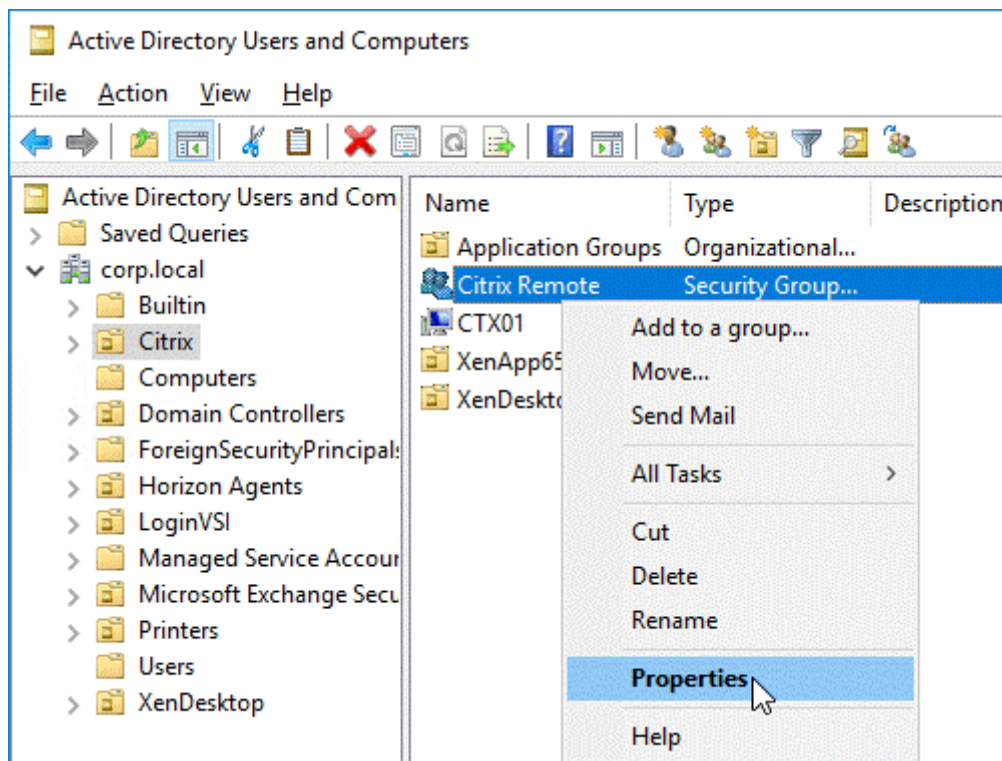 Active Directory Users and Computers
File Action View Help
Active Directory Users and Com
Saved Queries
corp.local
Builtin
Citrix
Computers
Domain Controllers
ForeignSecurityPrincipals
Horizon Agents
LoginVSI
Managed Service Accour
Microsoft Exchange Secu
Printers
Users
XenDesktop
Name Type Description
Application Groups Organizational...
Citrix Remote Security Group...
CTX01
XenApp65
XenDeskto
Add to a group...
Move...
Send Mail
All Tasks
Cut
Delete
Rename
Properties
Help